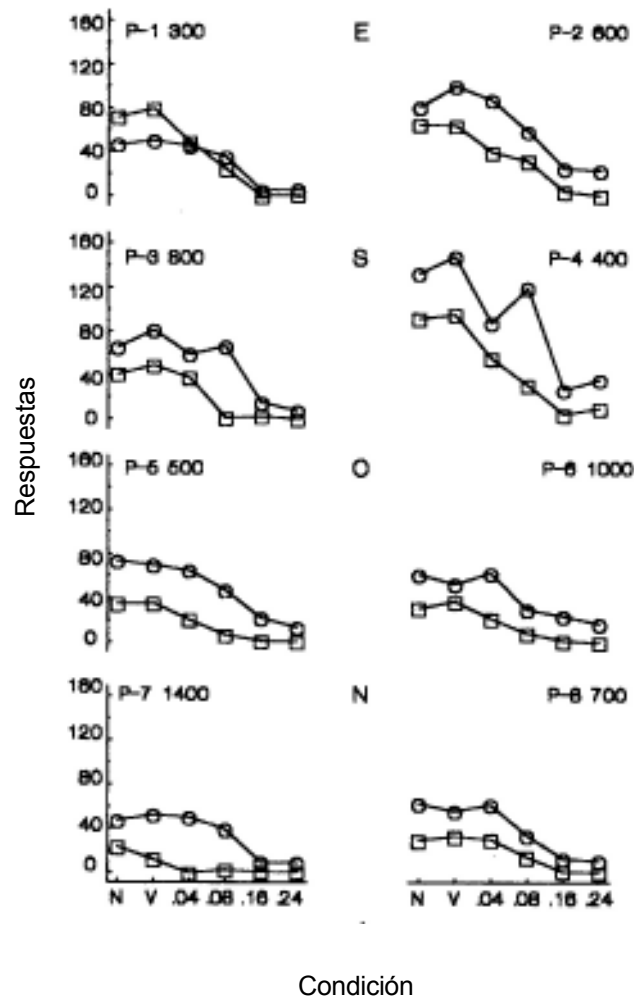 160
P-1 300
E
P-2 600
120
80
40
0
160
P-3 800
S
P-4 400
120
80
40
0
Respuestas
160
P-5 500
O
P-6 1000
120
80
40
0
160
P-7 1400
N
P-8 700
120
80
40
0
N V .04 .08 .16 .24
N V .04 .08 .16 .24
Condición